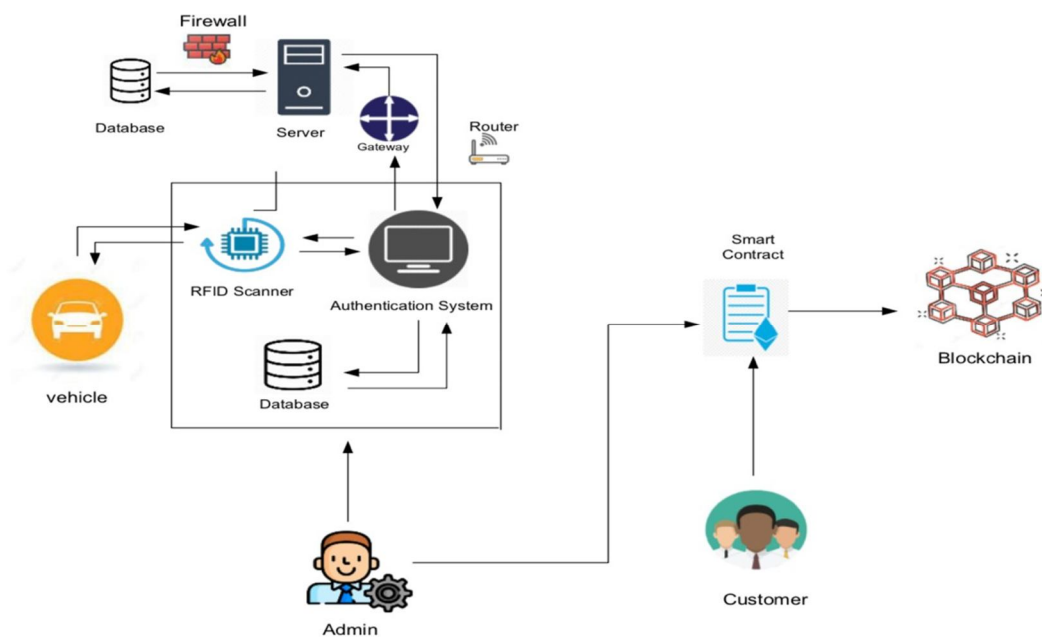 Firewall
Database
Server
Gateway
Router
RFID Scanner
Authentication System
Database
vehicle
Smart
Contract
Blockchain
Admin
Customer